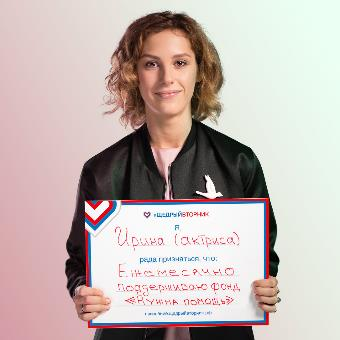 #ЩЕДРЫЙВТОРНИК
Я
Ирина (актриса)
рада признаться, что:
Ежемесячно
поддерживаю фонд
«Нужна помощь»